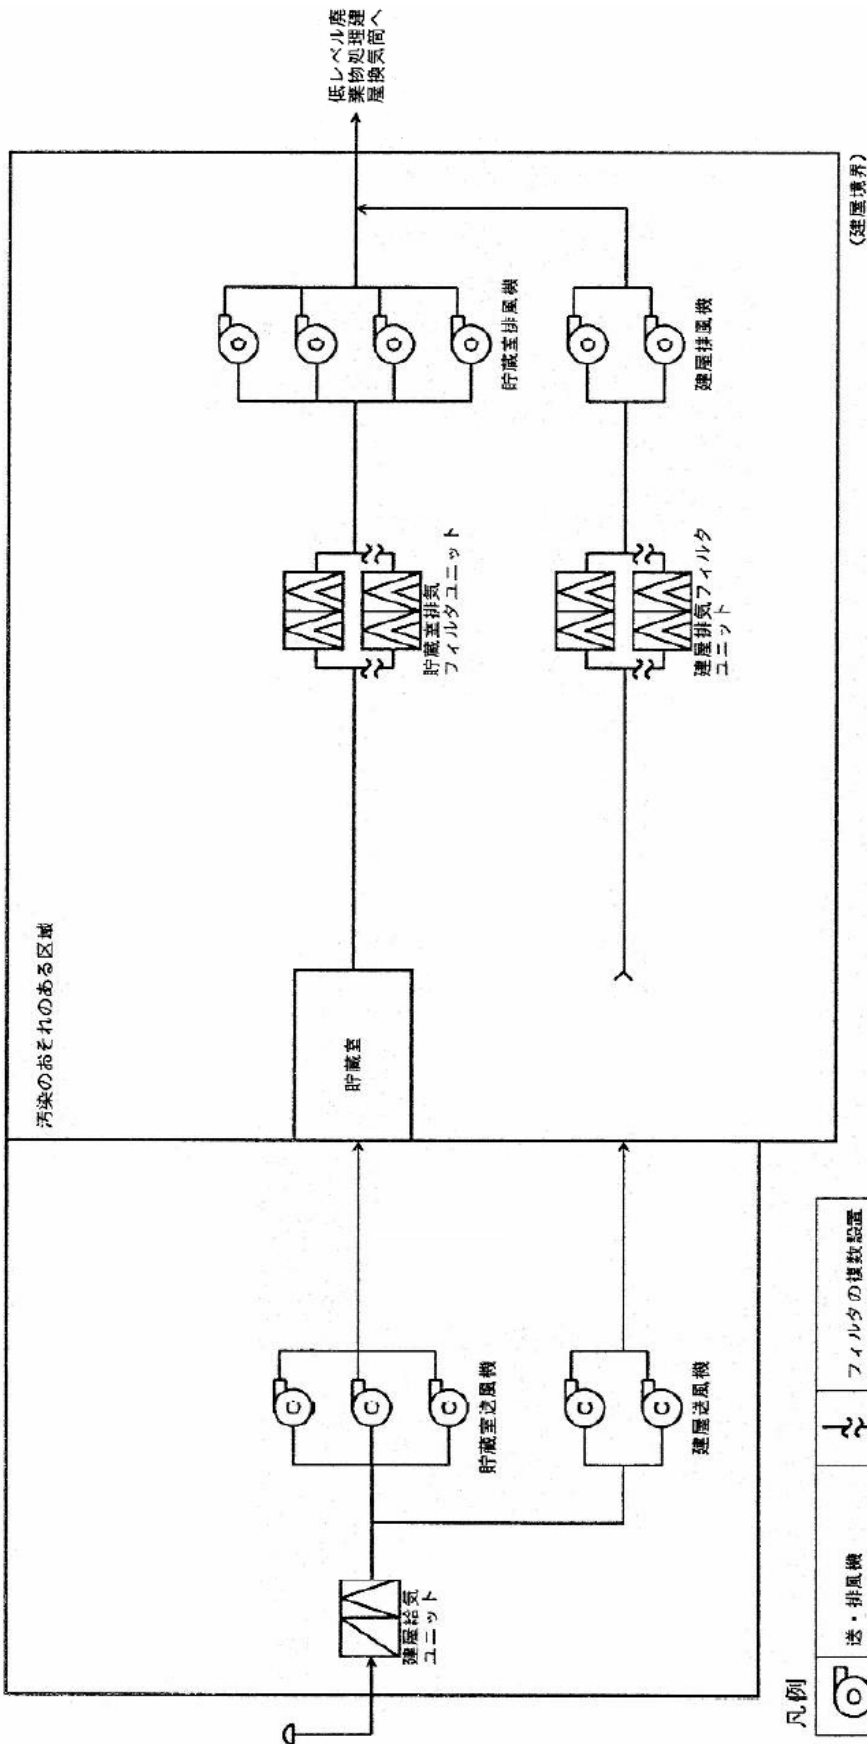 低レベル廃
棄物処理建
屋換気筒へ
(建屋境界)
汚染のおそれのある区域
貯蔵室排風機
建屋排風機
貯蔵室排気
フィルタユニット
建屋排気フィルタ
ユニット
貯蔵室
貯蔵室送風機
建屋送風機
建屋給気
ユニット
凡例
送・排風機
フィルタの複数設置
C
C
C
C
C